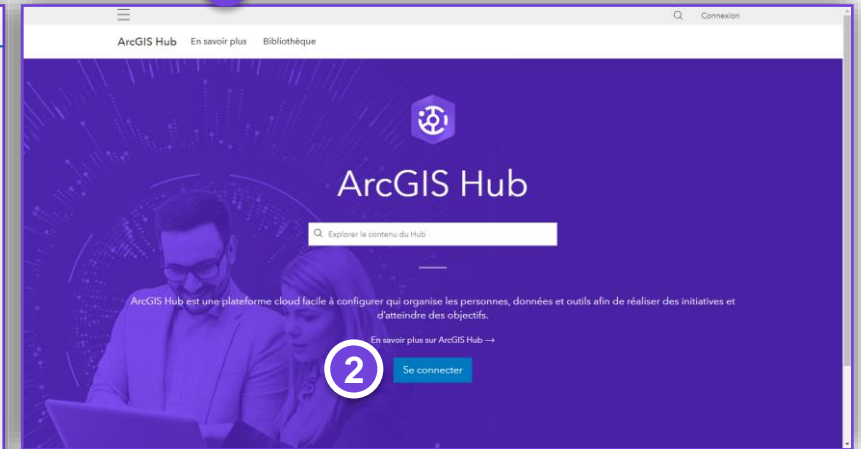 Connexion
ArcGIS Hub En savoir plus Bibliothèque
ArcGIS Hub
Explorer le contenu du Hub
ArcGIS Hub est une plateforme cloud facile à configurer qui organise les personnes, données et outils afin de réaliser des initiatives et
d'atteindre des objectifs.
En savoir plus sur ArcGIS Hub →
2 Se connecter